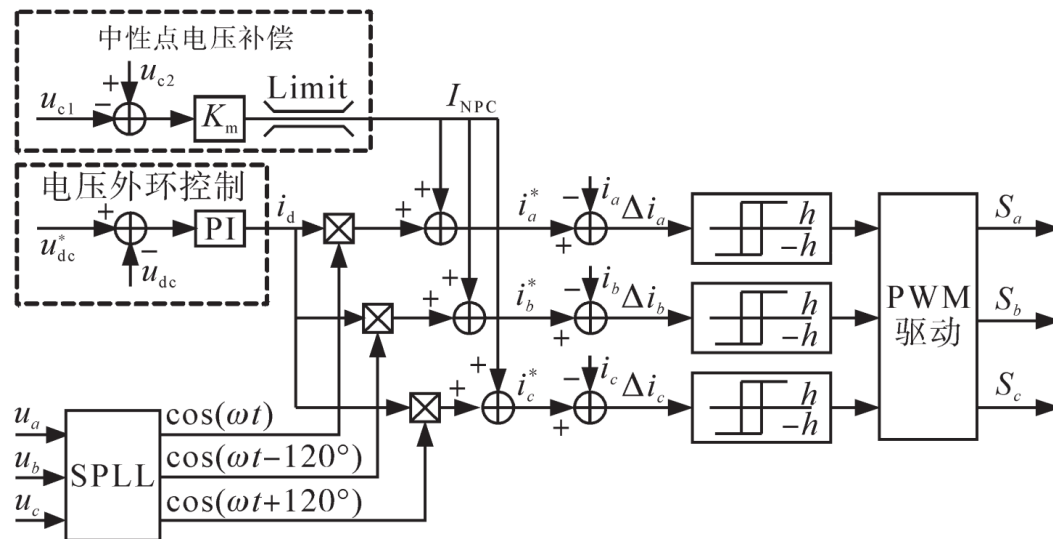 中性点电压补偿
+
u_c2
u_c1
−
K_m
Limit
I_NPC
电压外环控制
u*_dc
+
−
u_dc
PI
i_d
+
+
i*_a
−
i_a
+
Δi_a
h
−h
S_a
+
+
i*_b
−
i_b
+
Δi_b
h
−h
PWM
驱动
S_b
+
+
i*_c
−
i_c
+
Δi_c
h
−h
S_c
u_a
u_b
u_c
SPLL
cos(ωt)
cos(ωt−120°)
cos(ωt+120°)